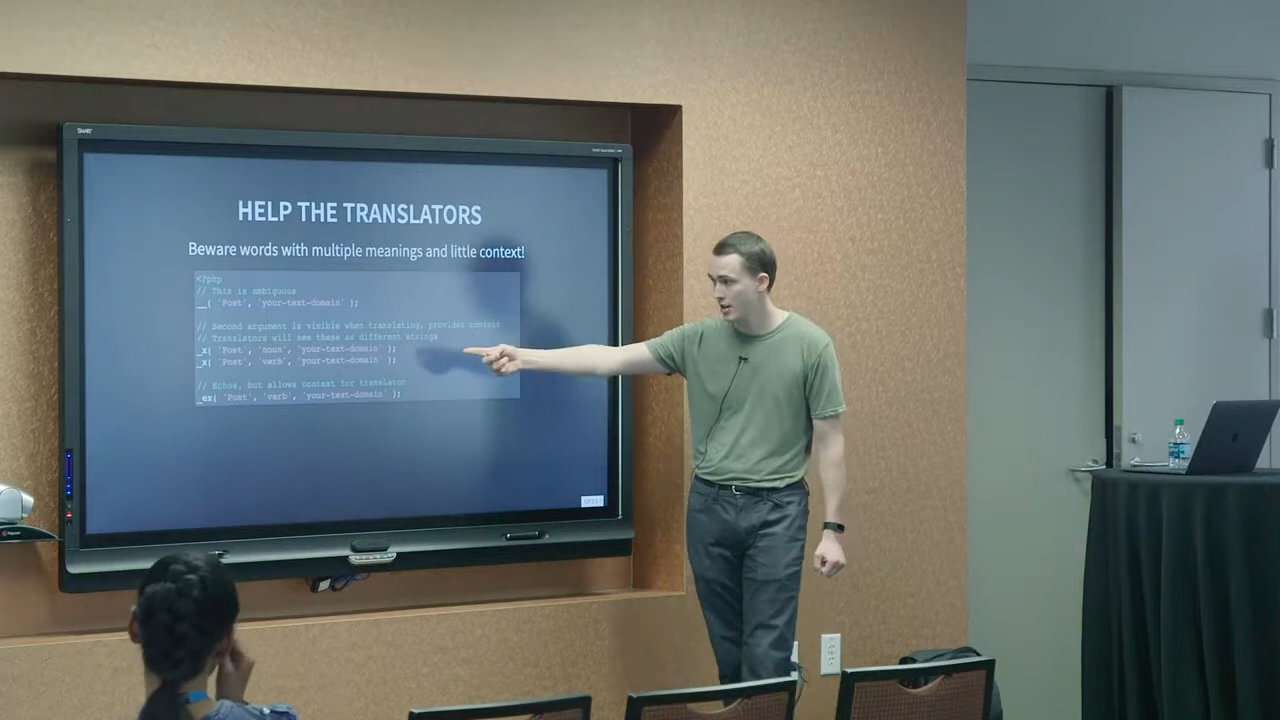 SMART
HELP THE TRANSLATORS
Beware words with multiple meanings and little context!
<?php
// This is ambiguous
__( 'Post', 'your-text-domain' );
// Second argument is visible when translating, provides context
// Translators will see these as different strings
_x( 'Post', 'noun', 'your-text-domain' );
_x( 'Post', 'verb', 'your-text-domain' );
// Echos, but allows context for translator
_ex( 'Post', 'verb', 'your-text-domain' );